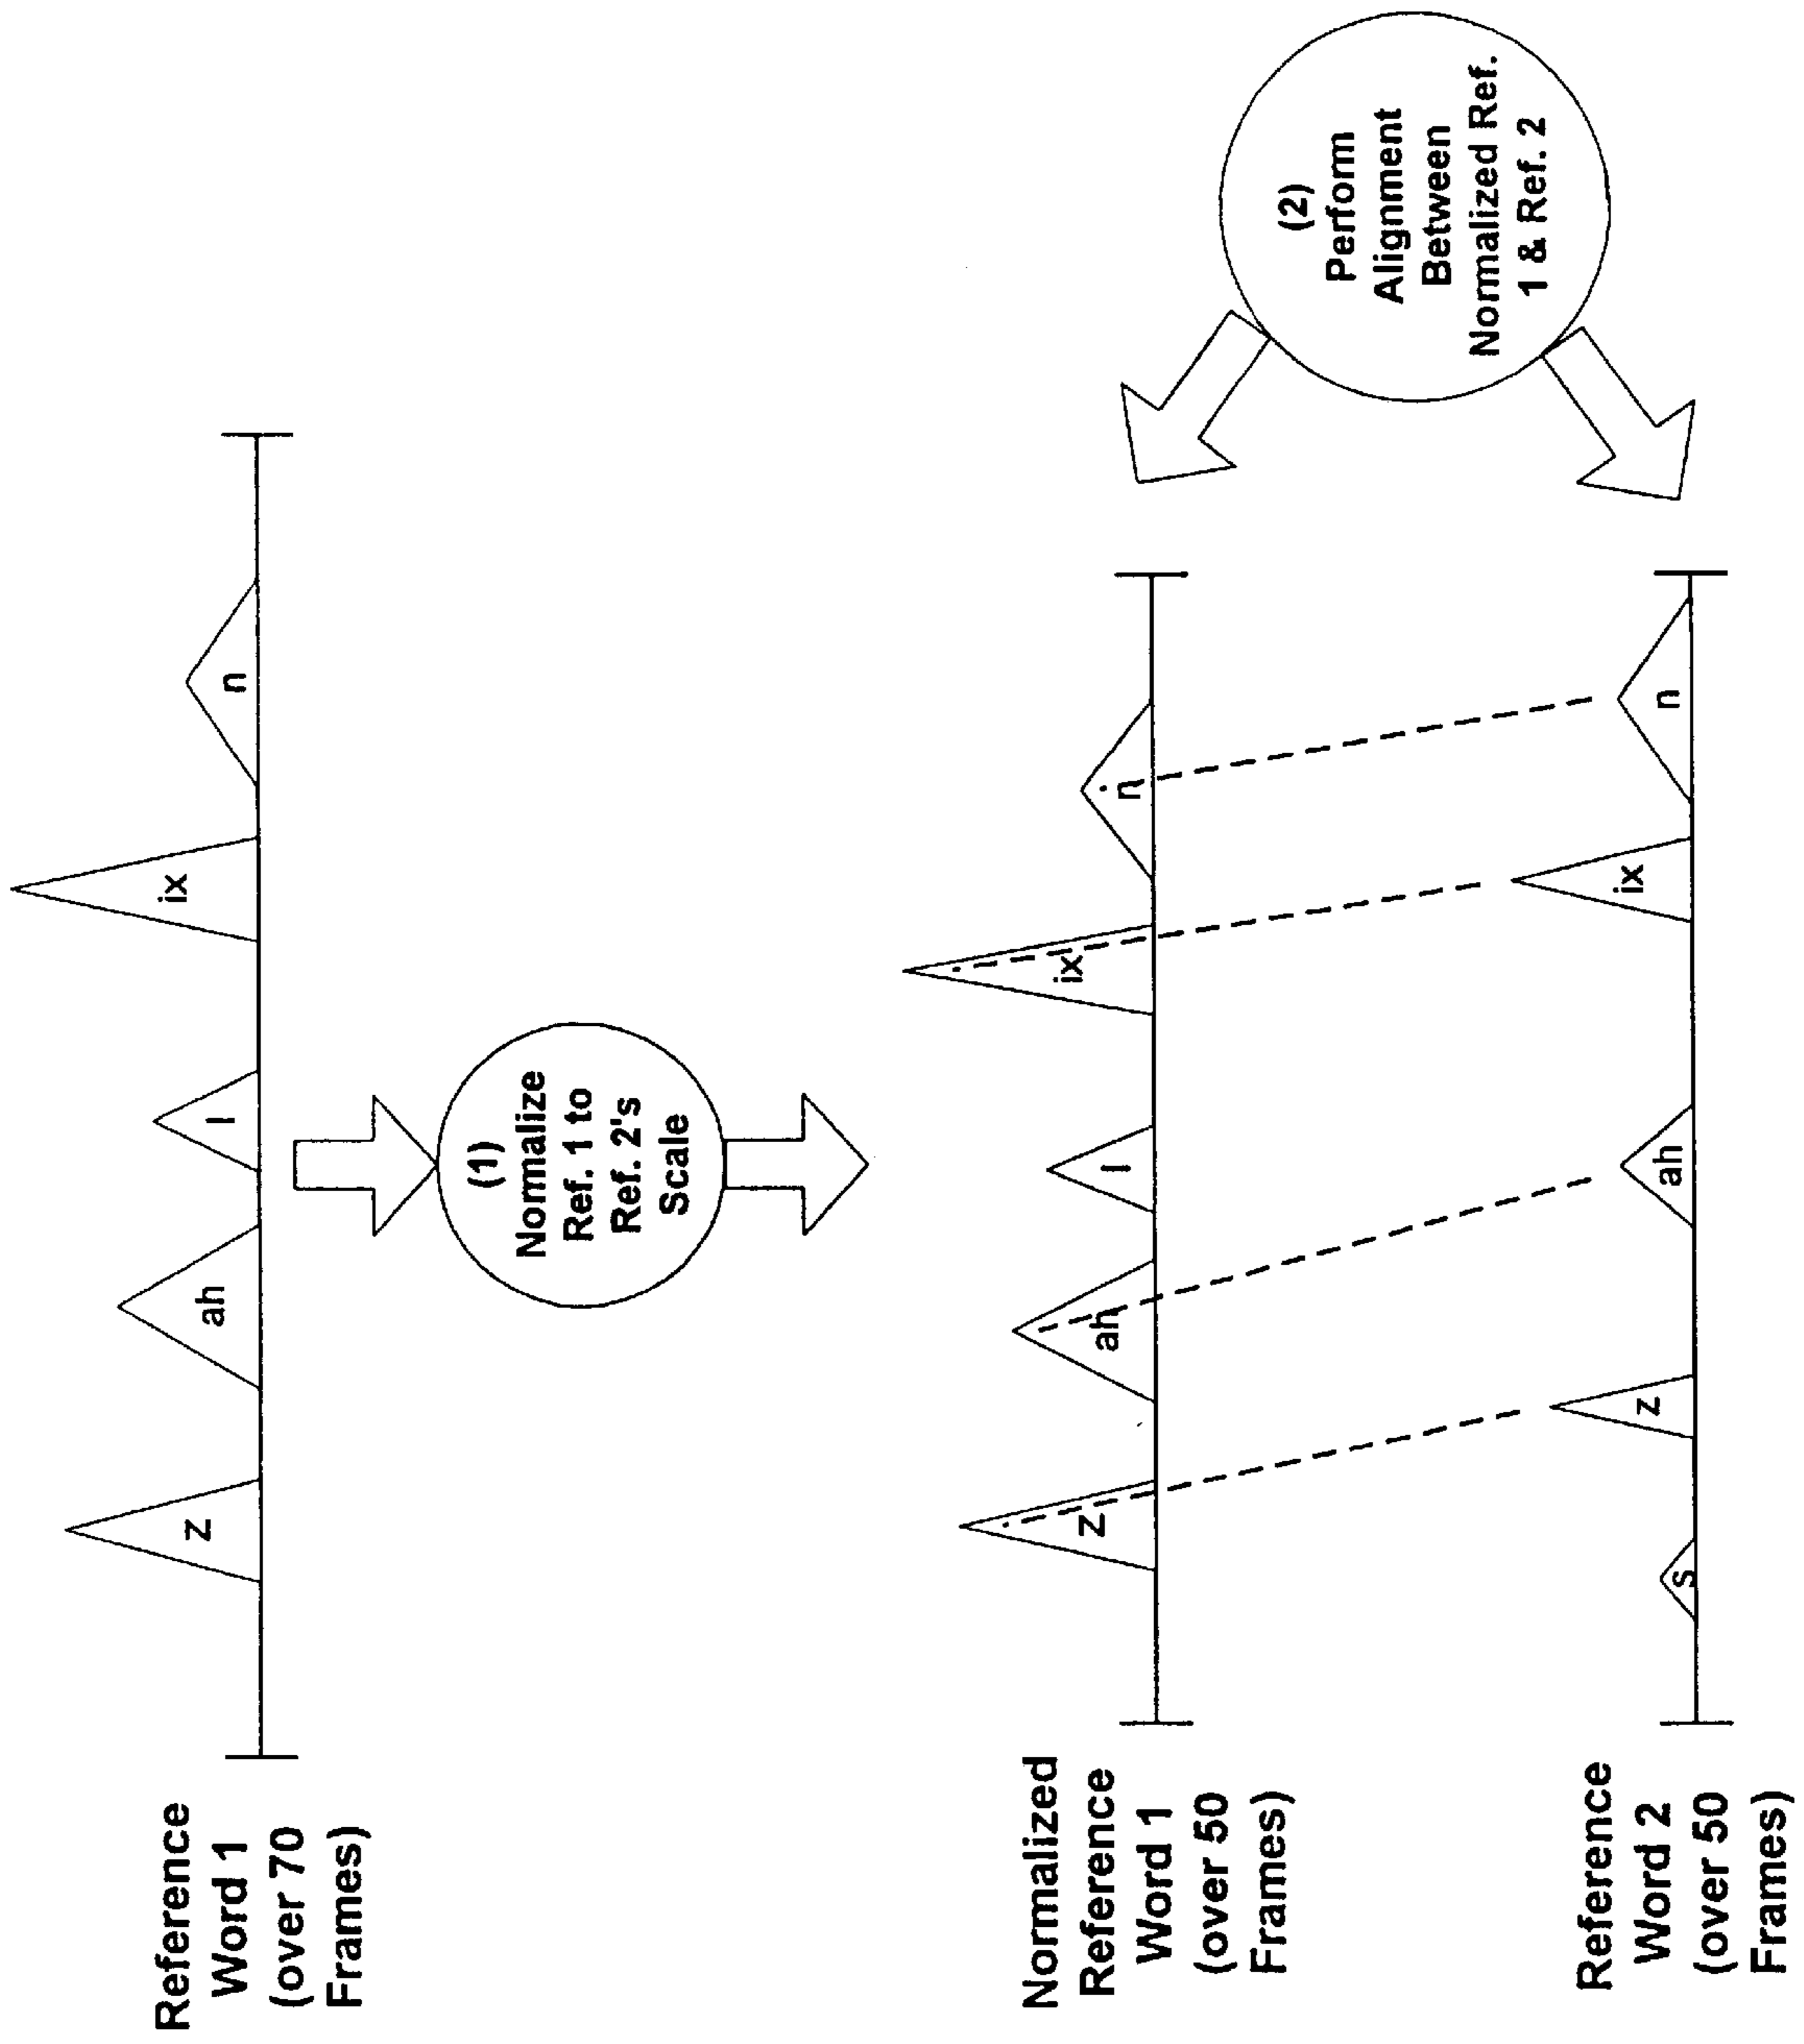 Reference
Word 1
(over 70
Frames)
z
ah
l
ix
n
(1)
Normalize
Ref. 1 to
Ref. 2's
Scale
Normalized
Reference
Word 1
(over 50
Frames)
z
ah
l
ix
n
(2)
Perfom
Alignment
Between
Normalized Ref.
1 & Ref. 2
Reference
Word 2
(over 50
Frames)
s
z
ah
ix
n